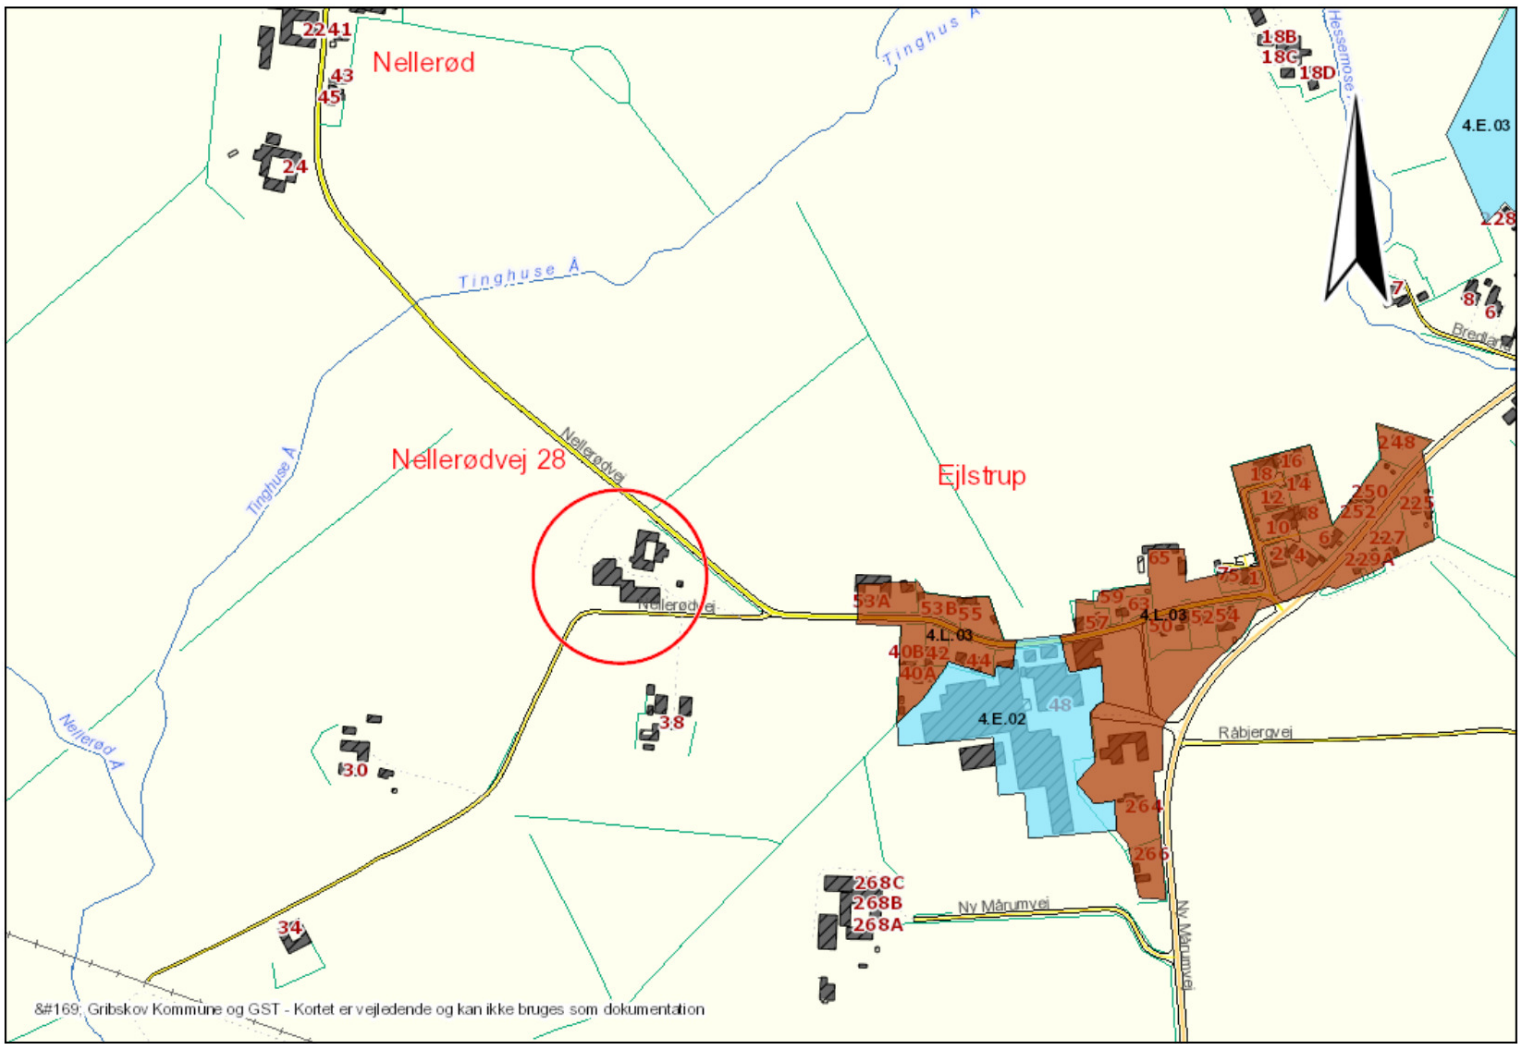 2241
Nellerød
43
45
24
Tinghus Å
18B
18C
18D
Hessemose
4.E.03
228
Tinghuse Å
7
8
6
Bredland
Nellerødvej
Nellerødvej 28
Tinghuse Å
Ejlstrup
248
16
18
14
12
250
252
225
8
10
6
227
2
4
229A
65
7
51
59
63
57
4.L.03
50
52
54
53A
53B
55
4.L.03
40B
42
44
40A
Nellerødvej
48
4.E.02
38
30
Nellerød Å
Råbjergvej
264
266
268C
268B
268A
Ny Mårumvej
Ny Mårumvej
34
&#169; Gribskov Kommune og GST - Kortet er vejledende og kan ikke bruges som dokumentation